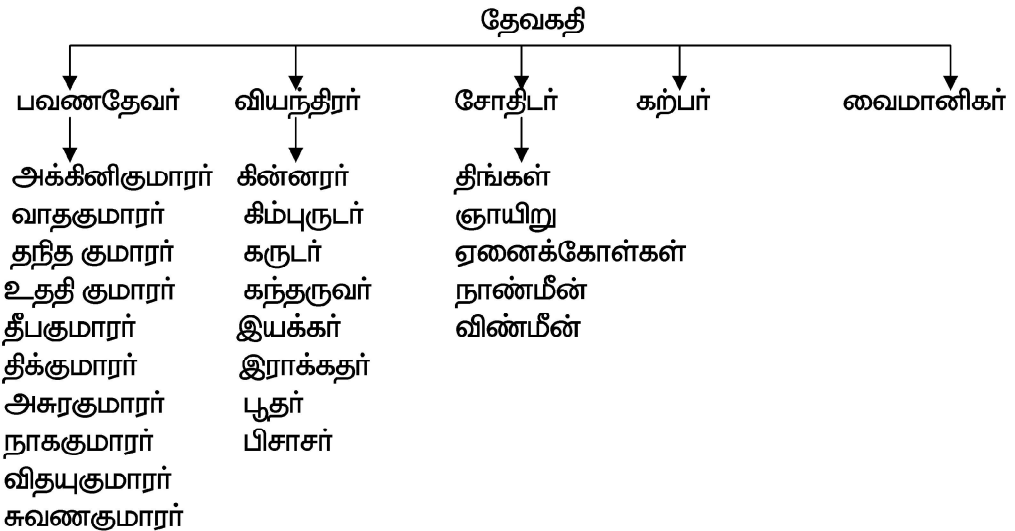 தேவகதி
பவணதேவர் வியந்திரர் சோதிடர் கற்பர் வைமானிகர்
அக்கினிகுமாரர் கின்னரர் திங்கள்
வாதகுமாரர் கிம்புருடர் ஞாயிறு
தநித குமாரர் கருடர் ஏனைக்கோள்கள்
உததி குமாரர் கந்தருவர் நாண்மீன்
தீபகுமாரர் இயக்கர் விண்மீன்
திக்குமாரர் இராக்கதர்
அசுரகுமாரர் பூதர்
நாககுமாரர் பிசாசர்
விதயுகுமாரர்
சுவணகுமாரர்